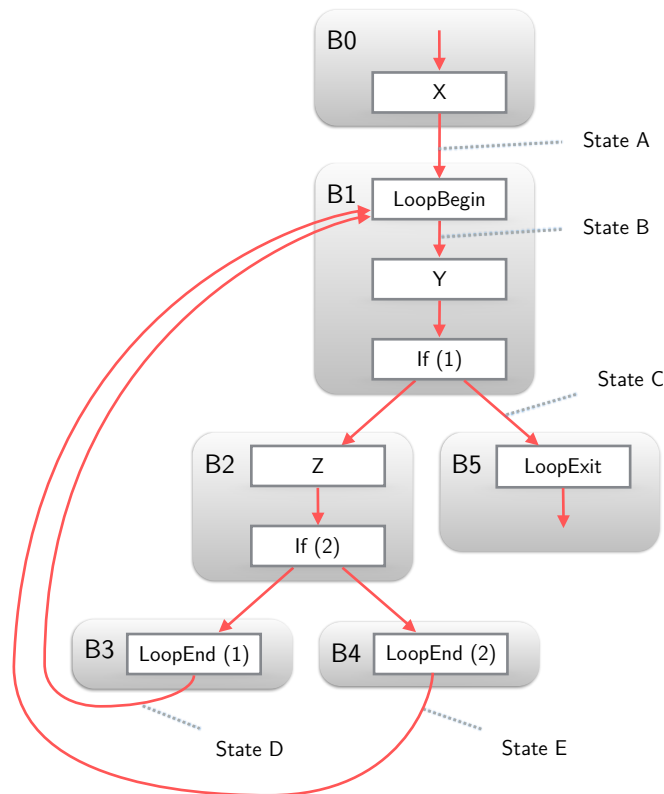 B0
X
State A
B1
LoopBegin
State B
Y
If (1)
State C
B2
Z
B5
LoopExit
If (2)
B3
LoopEnd (1)
B4
LoopEnd (2)
State D
State E